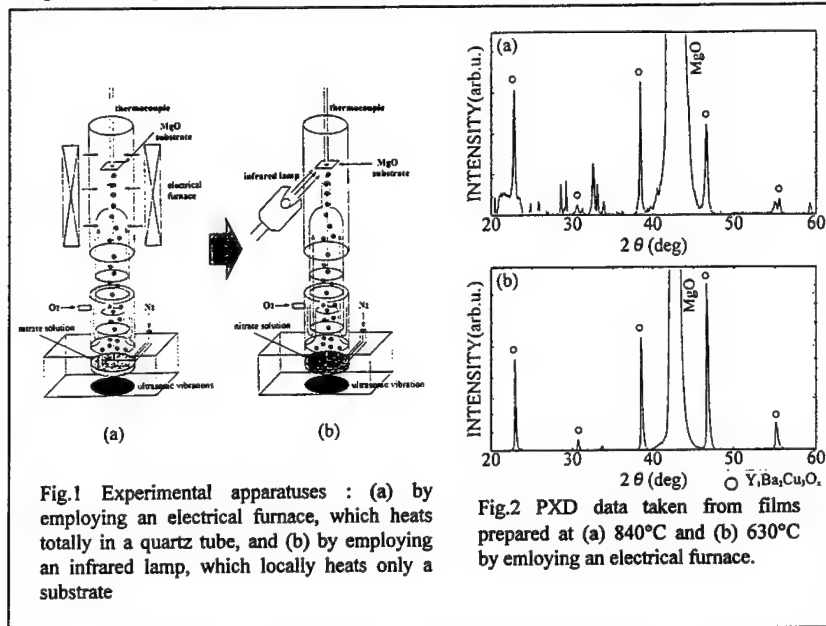 thermocouple
MgO
substrate
electrical
furnace
O₂
N₂
nitrate solution
ultrasonic vibrations
(a)
thermocouple
MgO
substrate
infrared lamp
O₂
N₂
nitrate solution
ultrasonic vibration
(b)
Fig.1 Experimental apparatuses : (a) by
employing an electrical furnace, which heats
totally in a quartz tube, and (b) by employing
an infrared lamp, which locally heats only a
substrate
(a)
MgO
INTENSITY(arb.u.)
20 30 40 50 60
2 θ (deg)
(b)
MgO
INTENSITY(arb.u.)
20 30 40 50 60
2 θ (deg)
○ Y₁Ba₂Cu₃Oₓ
Fig.2 PXD data taken from films
prepared at (a) 840°C and (b) 630°C
by emloying an electrical furnace.